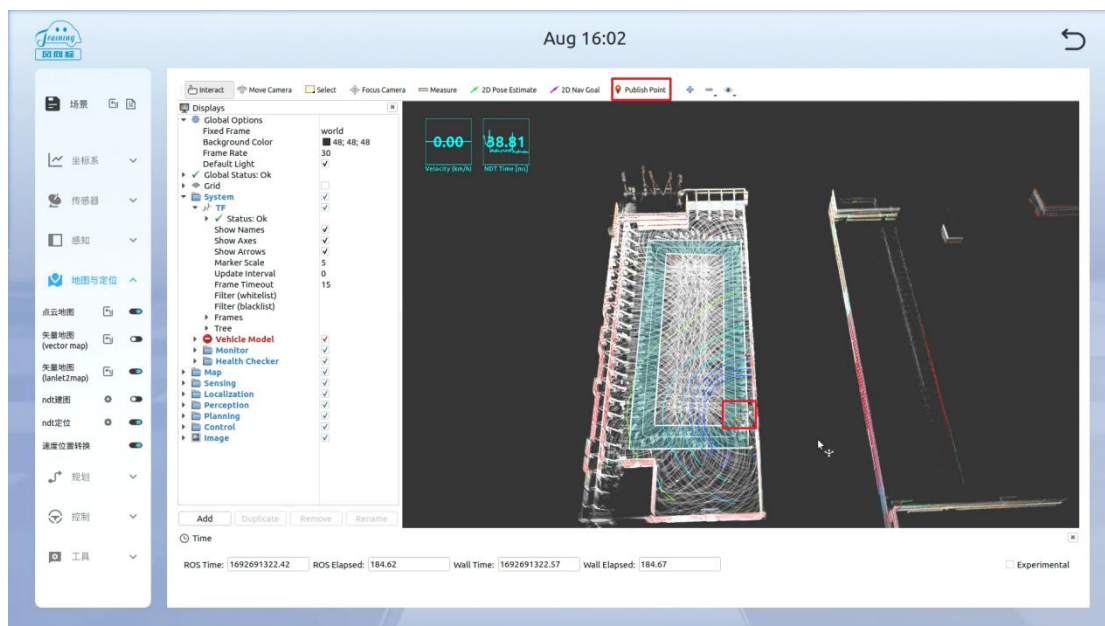 Training
风向标
Aug 16:02
场景
坐标系
传感器
感知
地图与定位
点云地图
矢量地图
(vector map)
矢量地图
(lanlet2map)
ndt建图
ndt定位
速度位置转换
规划
控制
工具
Interact Move Camera Select Focus Camera Measure 2D Pose Estimate 2D Nav Goal Publish Point
Displays
Global Options
Fixed Frame world
Background Color 48; 48; 48
Frame Rate 30
Default Light
Global Status: Ok
Grid
System
TF
Status: Ok
Show Names
Show Axes
Show Arrows
Marker Scale 5
Update Interval 0
Frame Timeout 15
Filter (whitelist)
Filter (blacklist)
Frames
Tree
Vehicle Model
Monitor
Health Checker
Map
Sensing
Localization
Perception
Planning
Control
Image
Add Duplicate Remove Rename
0.00 38.81
Velocity (km/h) NDT Time [ms]
Time
ROS Time: 1692691322.42 ROS Elapsed: 184.62 Wall Time: 1692691322.57 Wall Elapsed: 184.67 Experimental